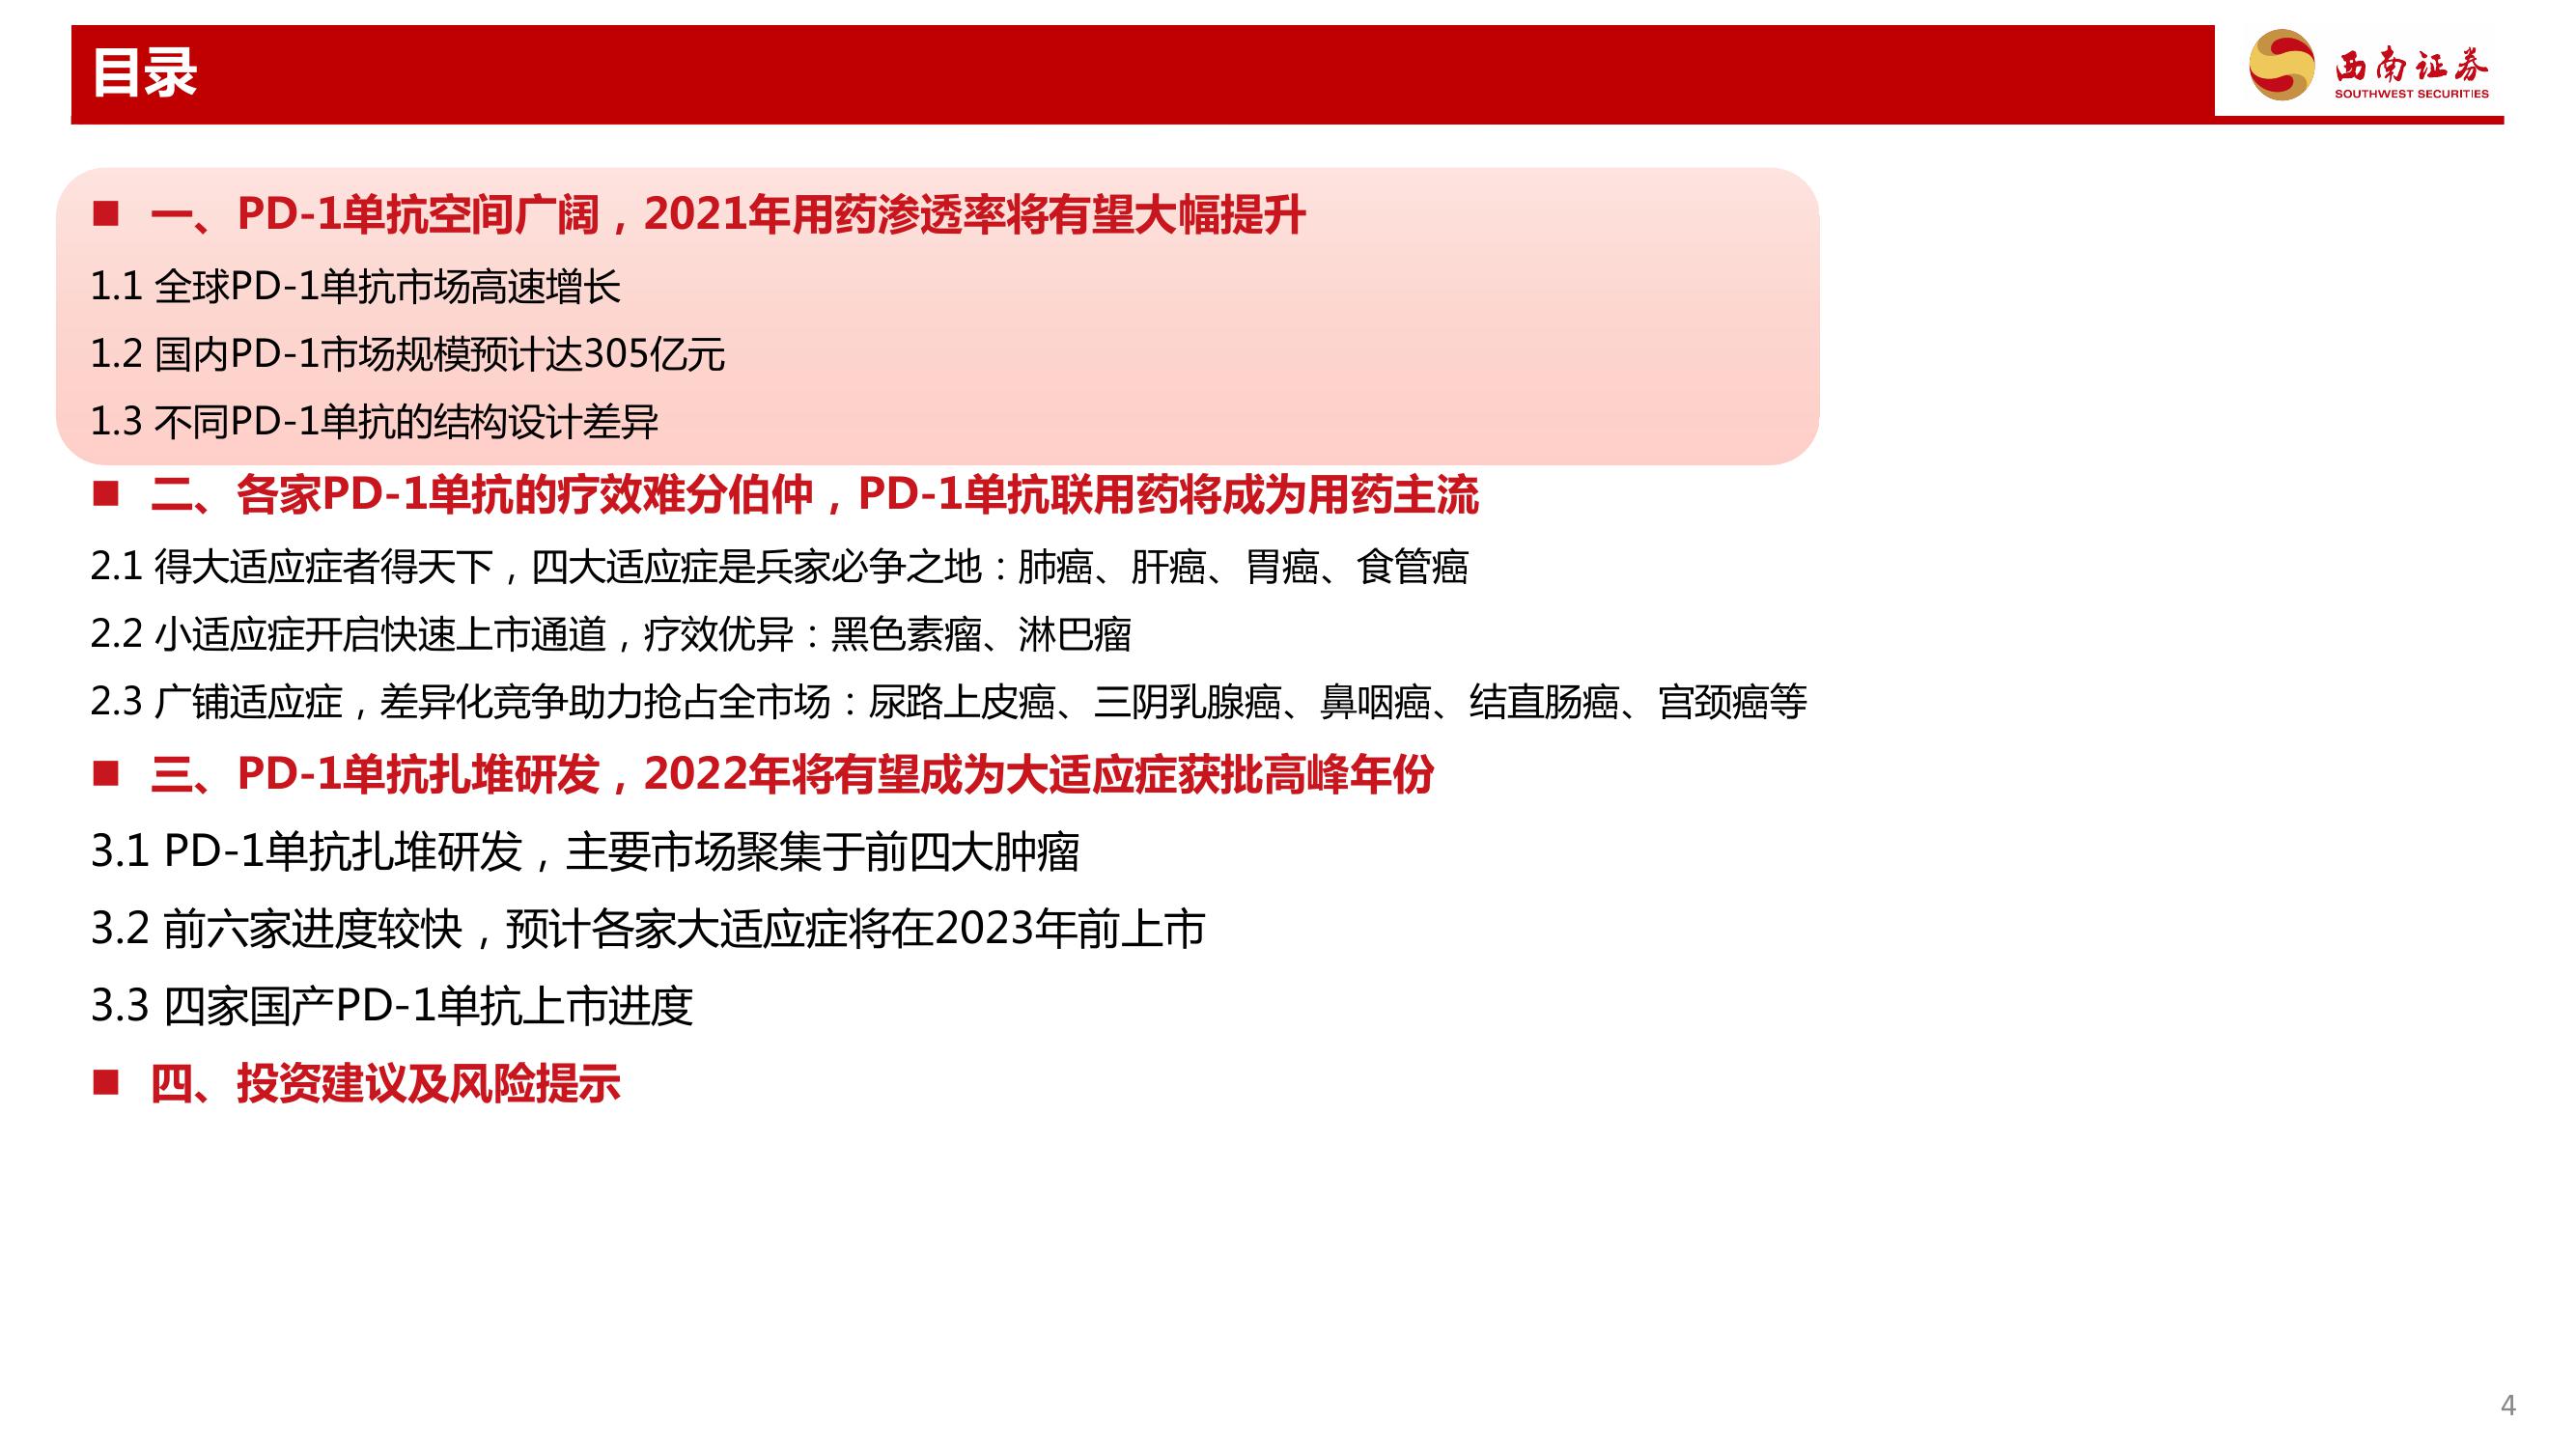 目录
西南证券
SOUTHWEST SECURITIES
■ 一、PD-1单抗空间广阔，2021年用药渗透率将有望大幅提升
1.1 全球PD-1单抗市场高速增长
1.2 国内PD-1市场规模预计达305亿元
1.3 不同PD-1单抗的结构设计差异
■ 二、各家PD-1单抗的疗效难分伯仲，PD-1单抗联用药将成为用药主流
2.1 得大适应症者得天下，四大适应症是兵家必争之地：肺癌、肝癌、胃癌、食管癌
2.2 小适应症开启快速上市通道，疗效优异：黑色素瘤、淋巴瘤
2.3 广铺适应症，差异化竞争助力抢占全市场：尿路上皮癌、三阴乳腺癌、鼻咽癌、结直肠癌、宫颈癌等
■ 三、PD-1单抗扎堆研发，2022年将有望成为大适应症获批高峰年份
3.1 PD-1单抗扎堆研发，主要市场聚集于前四大肿瘤
3.2 前六家进度较快，预计各家大适应症将在2023年前上市
3.3 四家国产PD-1单抗上市进度
■ 四、投资建议及风险提示
4